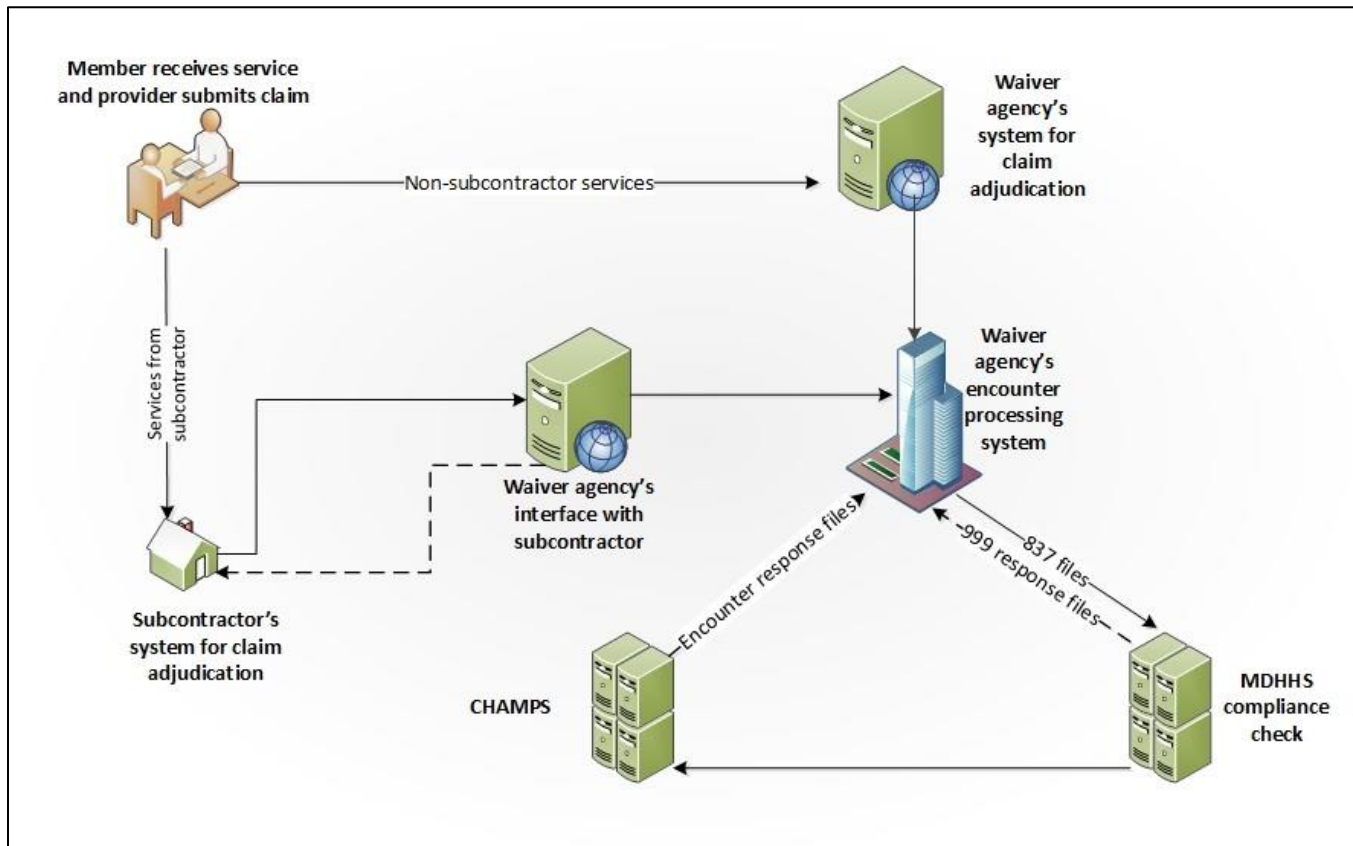 Member receives service
and provider submits claim
Waiver
agency's
system for
claim
adjudication
Non-subcontractor services
Services from
subcontractor
Waiver
agency's
encounter
processing
system
Waiver agency's
interface with
subcontractor
837 files
-999 response files
Encounter response files
Subcontractor's
system for claim
adjudication
CHAMPS
MDHHS
compliance
check